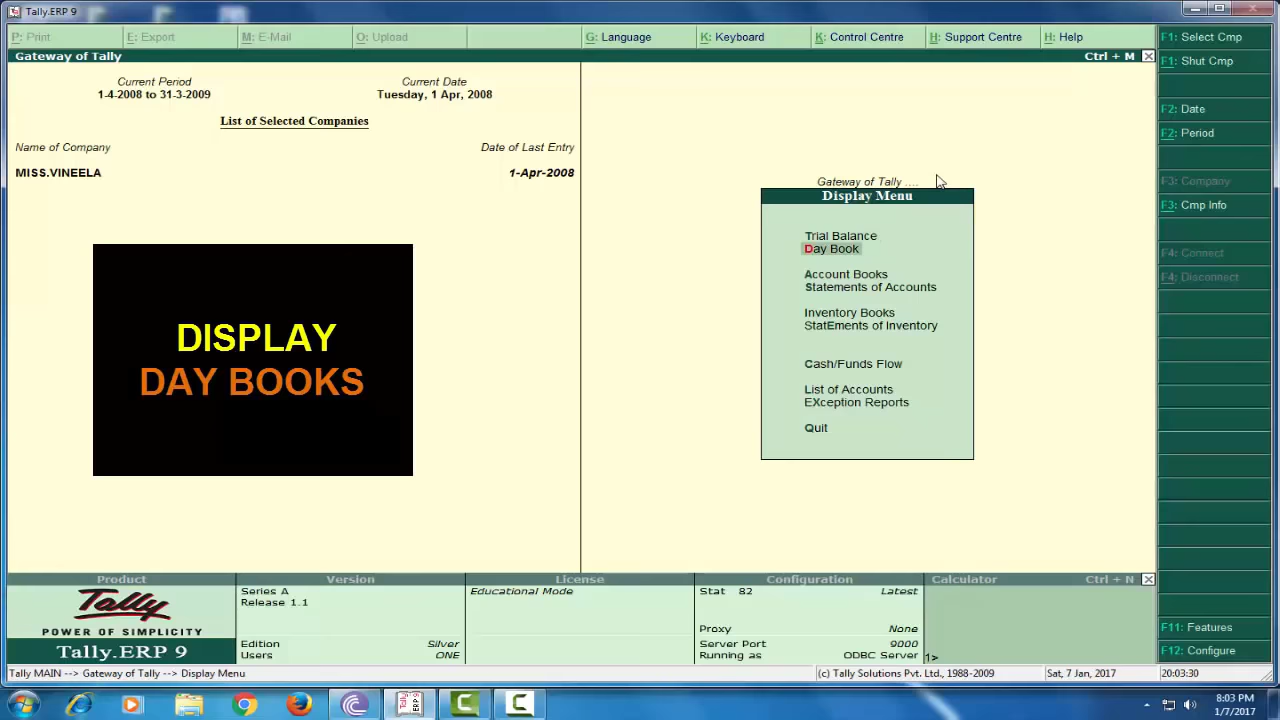 Tally.ERP 9
P: Print
E: Export
M: E-Mail
O: Upload
G: Language
K: Keyboard
K: Control Centre
H: Support Centre
H: Help
Gateway of Tally
Ctrl + M
Current Period
1-4-2008 to 31-3-2009
Current Date
Tuesday, 1 Apr, 2008
List of Selected Companies
Name of Company
Date of Last Entry
MISS.VINEELA
1-Apr-2008
DISPLAY
DAY BOOKS
Gateway of Tally ....
Display Menu
Trial Balance
Day Book
Account Books
Statements of Accounts
Inventory Books
StatEments of Inventory
Cash/Funds Flow
List of Accounts
EXception Reports
Quit
F1: Select Cmp
F1: Shut Cmp
F2: Date
F2: Period
F3: Company
F3: Cmp Info
F4: Connect
F4: Disconnect
F11: Features
F12: Configure
Product
Tally
POWER OF SIMPLICITY
Tally.ERP 9
Version
Series A
Release 1.1
Edition Silver
Users ONE
License
Educational Mode
Configuration
Stat 82 Latest
Proxy None
Server Port 9000
Running as ODBC Server
Calculator
Ctrl + N
1>
Tally MAIN --> Gateway of Tally --> Display Menu
(c) Tally Solutions Pvt. Ltd., 1988-2009
Sat, 7 Jan, 2017
20:03:30
8:03 PM
1/7/2017